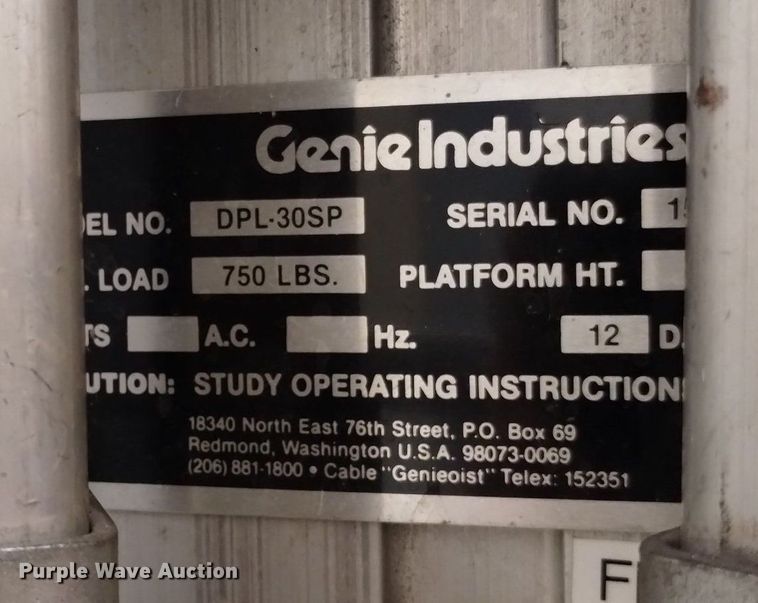 Genie Industries
EL NO. DPL-30SP SERIAL NO. 1
. LOAD 750 LBS. PLATFORM HT.
TS A.C. Hz. 12 D.
UTION: STUDY OPERATING INSTRUCTION
18340 North East 76th Street, P.O. Box 69
Redmond, Washington U.S.A. 98073-0069
(206) 881-1800 • Cable "Genieoist" Telex: 152351
F
Purple Wave Auction